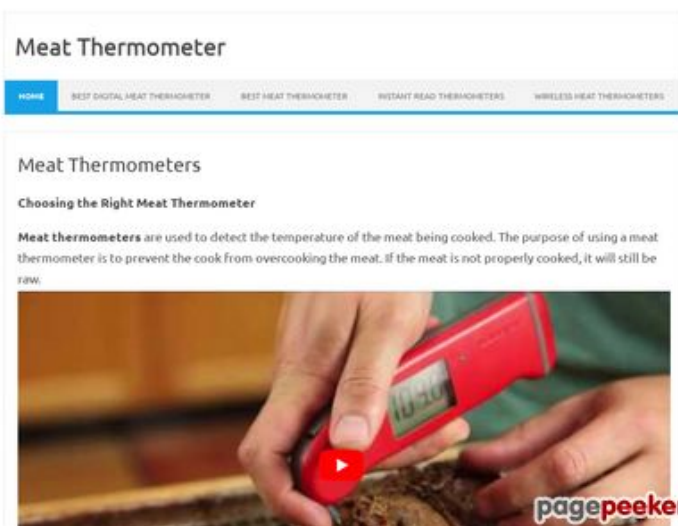 Meat Thermometer
HOME BEST DIGITAL MEAT THERMOMETER BEST MEAT THERMOMETER INSTANT READ THERMOMETERS WIRELESS MEAT THERMOMETERS
Meat Thermometers
Choosing the Right Meat Thermometer
Meat thermometers are used to detect the temperature of the meat being cooked. The purpose of using a meat
thermometer is to prevent the cook from overcooking the meat. If the meat is not properly cooked, it will still be
raw.
pagepeeke